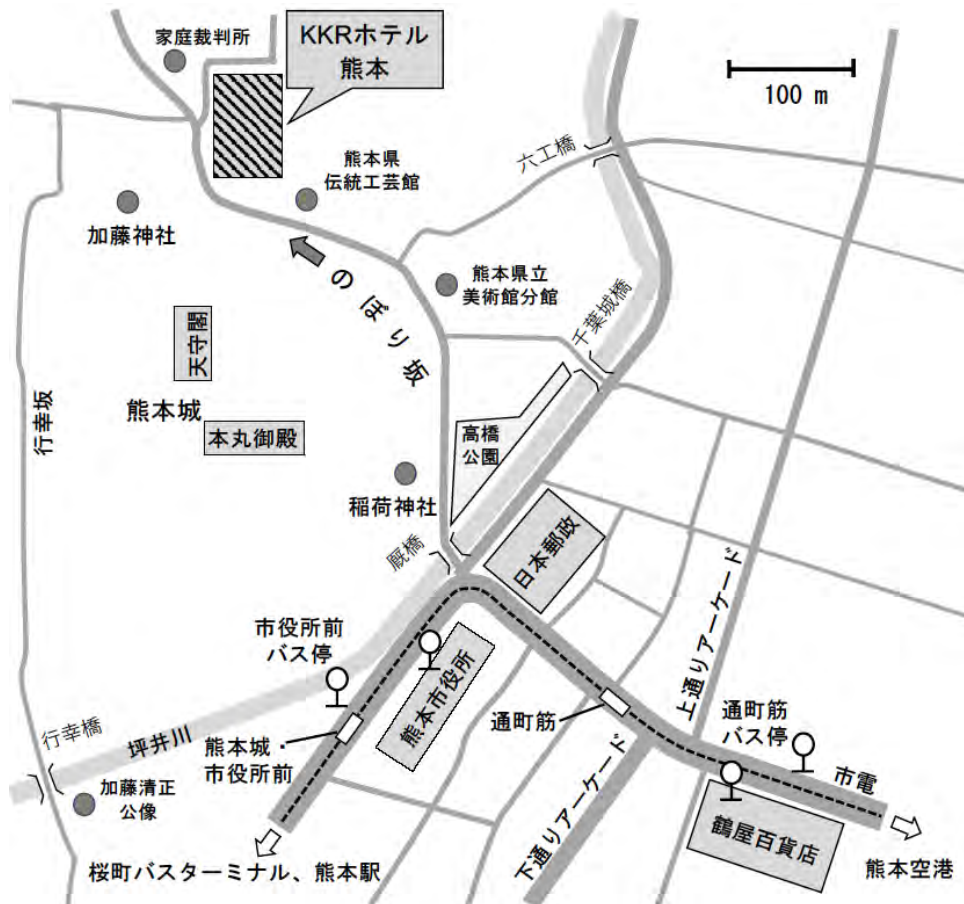 家庭裁判所
KKRホテル
熊本
100 m
六工橋
熊本県
伝統工芸館
加藤神社
熊本県立
美術館分館
千葉城橋
のぼり坂
天守閣
熊本城
本丸御殿
行幸坂
高橋
公園
稲荷神社
厩橋
日本郵政
上通りアーケード
市役所前
バス停
熊本市役所
通町筋
通町筋
バス停
行幸橋
坪井川
熊本城・
市役所前
市電
加藤清正
公像
下通りアーケード
鶴屋百貨店
桜町バスターミナル、熊本駅
熊本空港